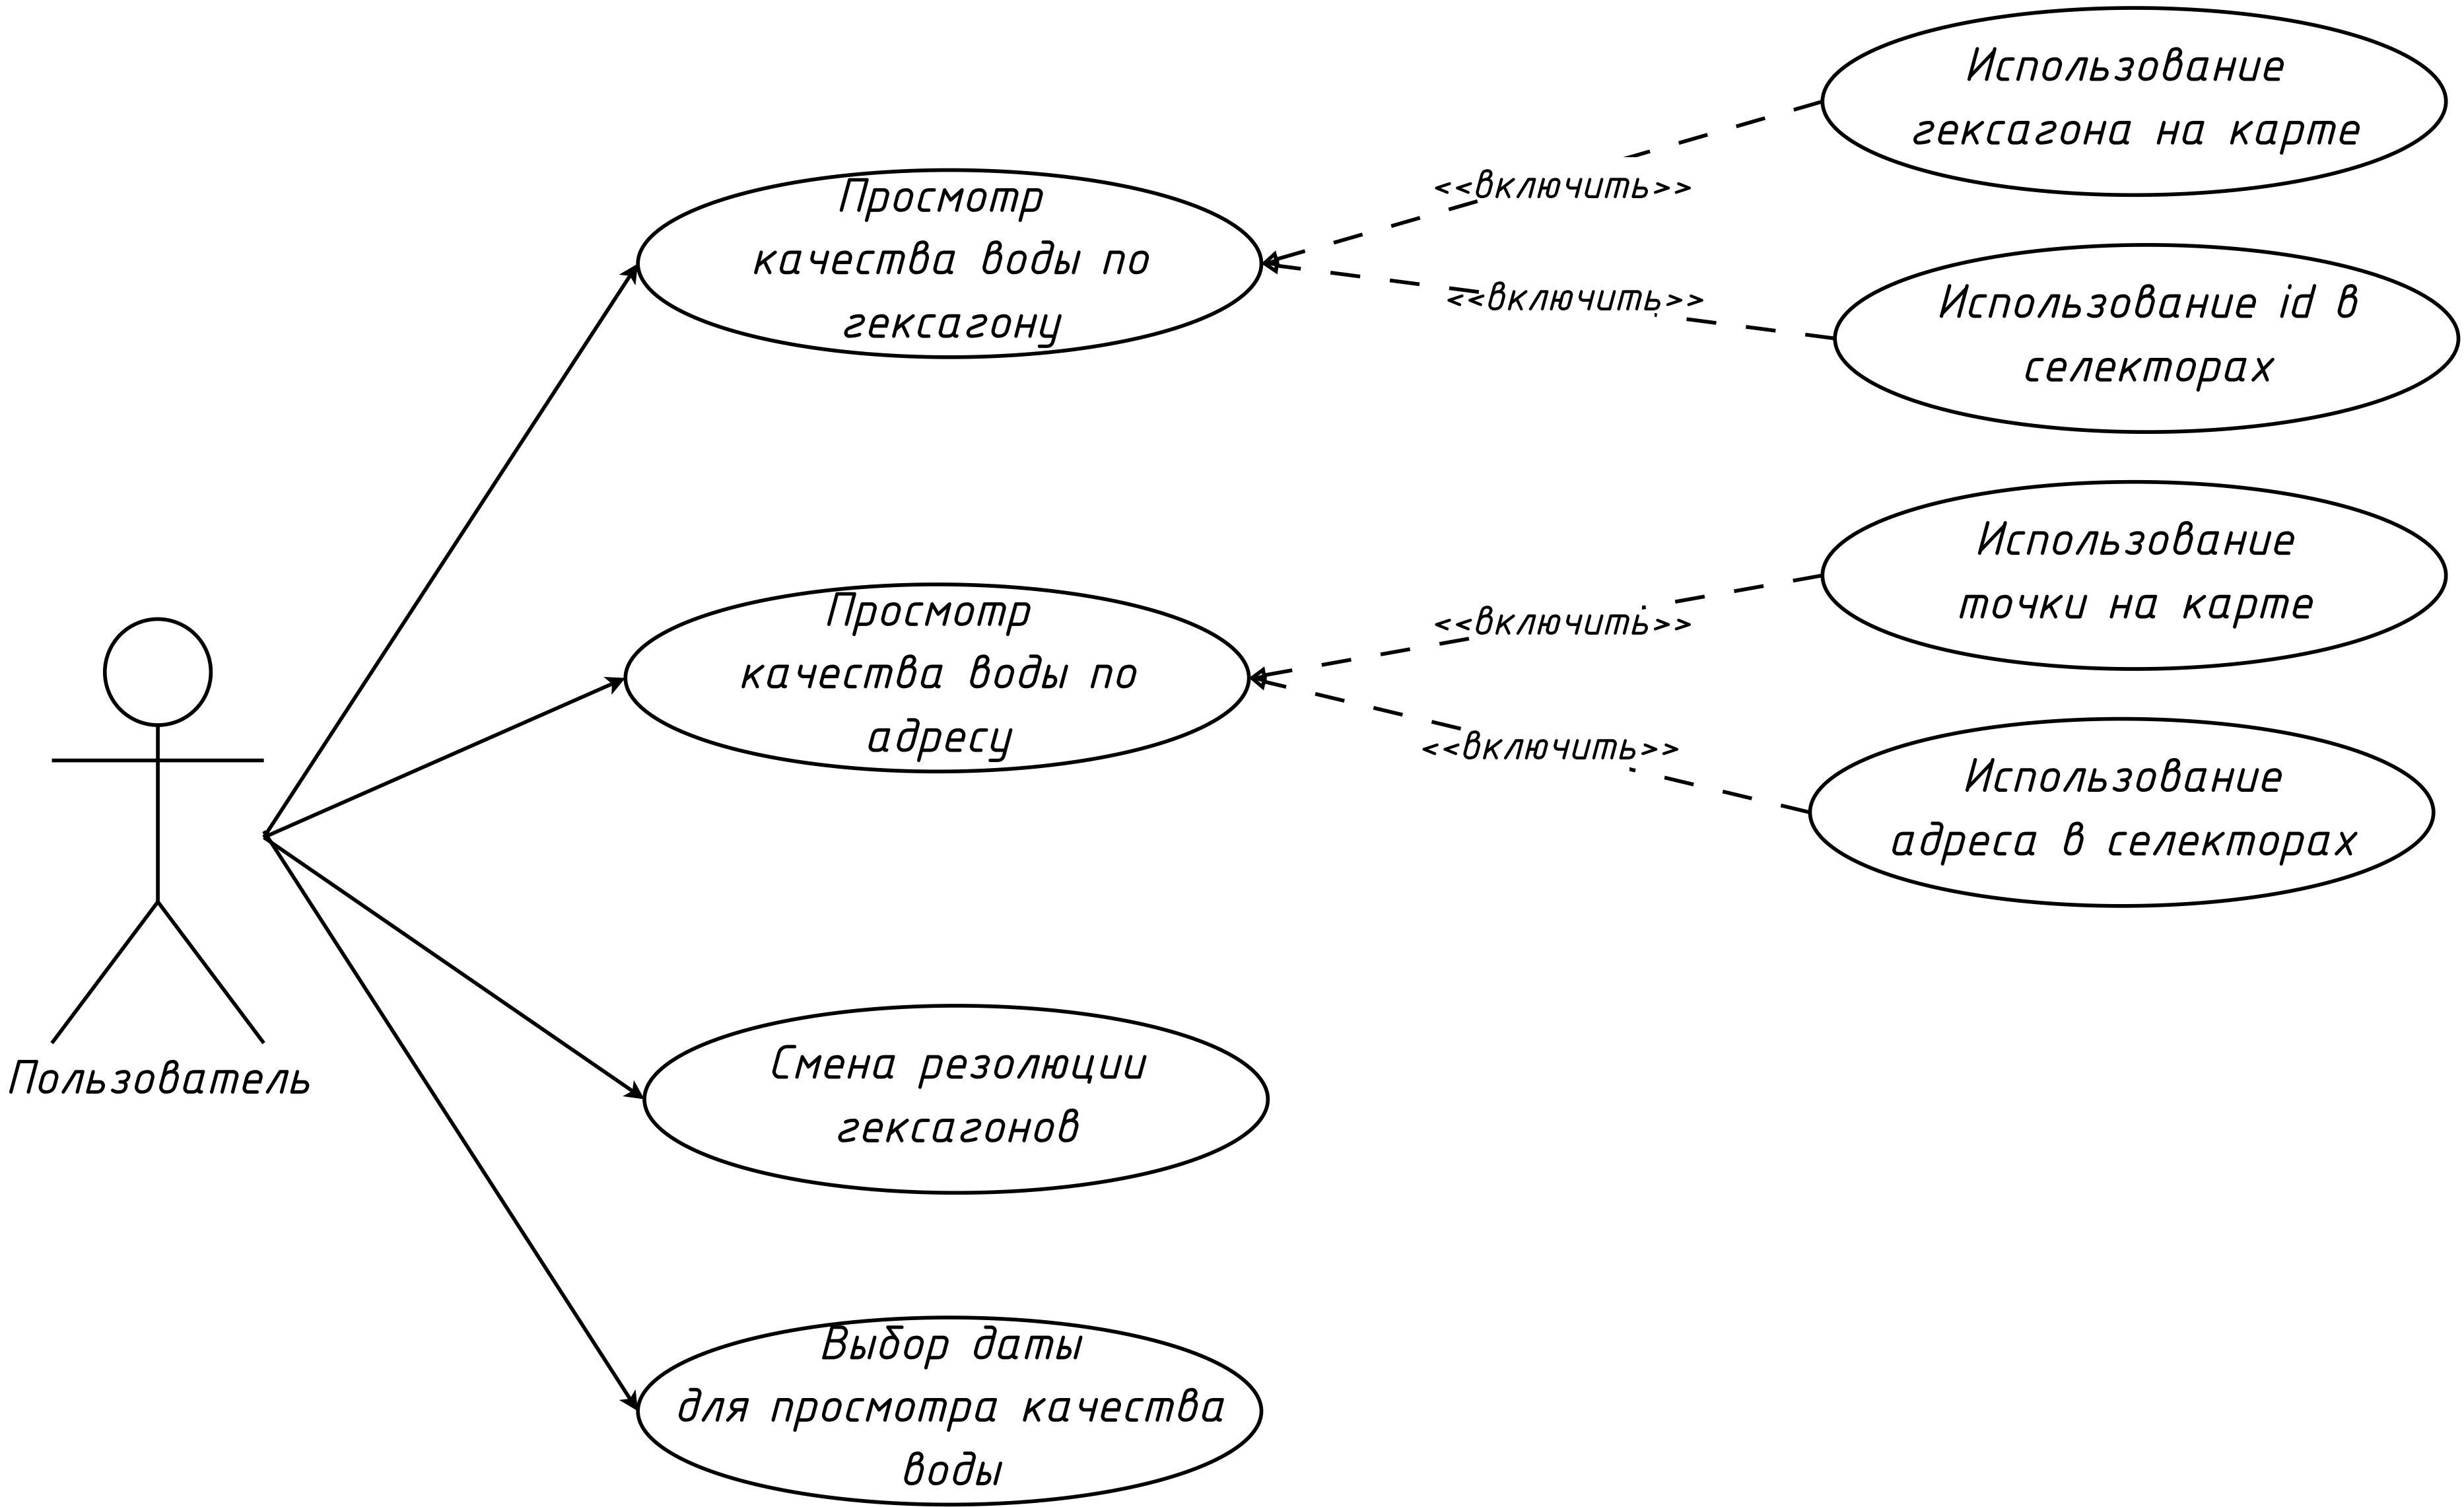 Использование
гексагона на карте
<<включить>>
Просмотр
качества воды по
гексагону
<<включить>>
Использование id в
селекторах
Использование
точки на карте
<<включить>>
Просмотр
качества воды по
адресу
<<включить>>
Использование
адреса в селекторах
Пользователь
Смена резолюции
гексагонов
Выбор даты
для просмотра качества
воды